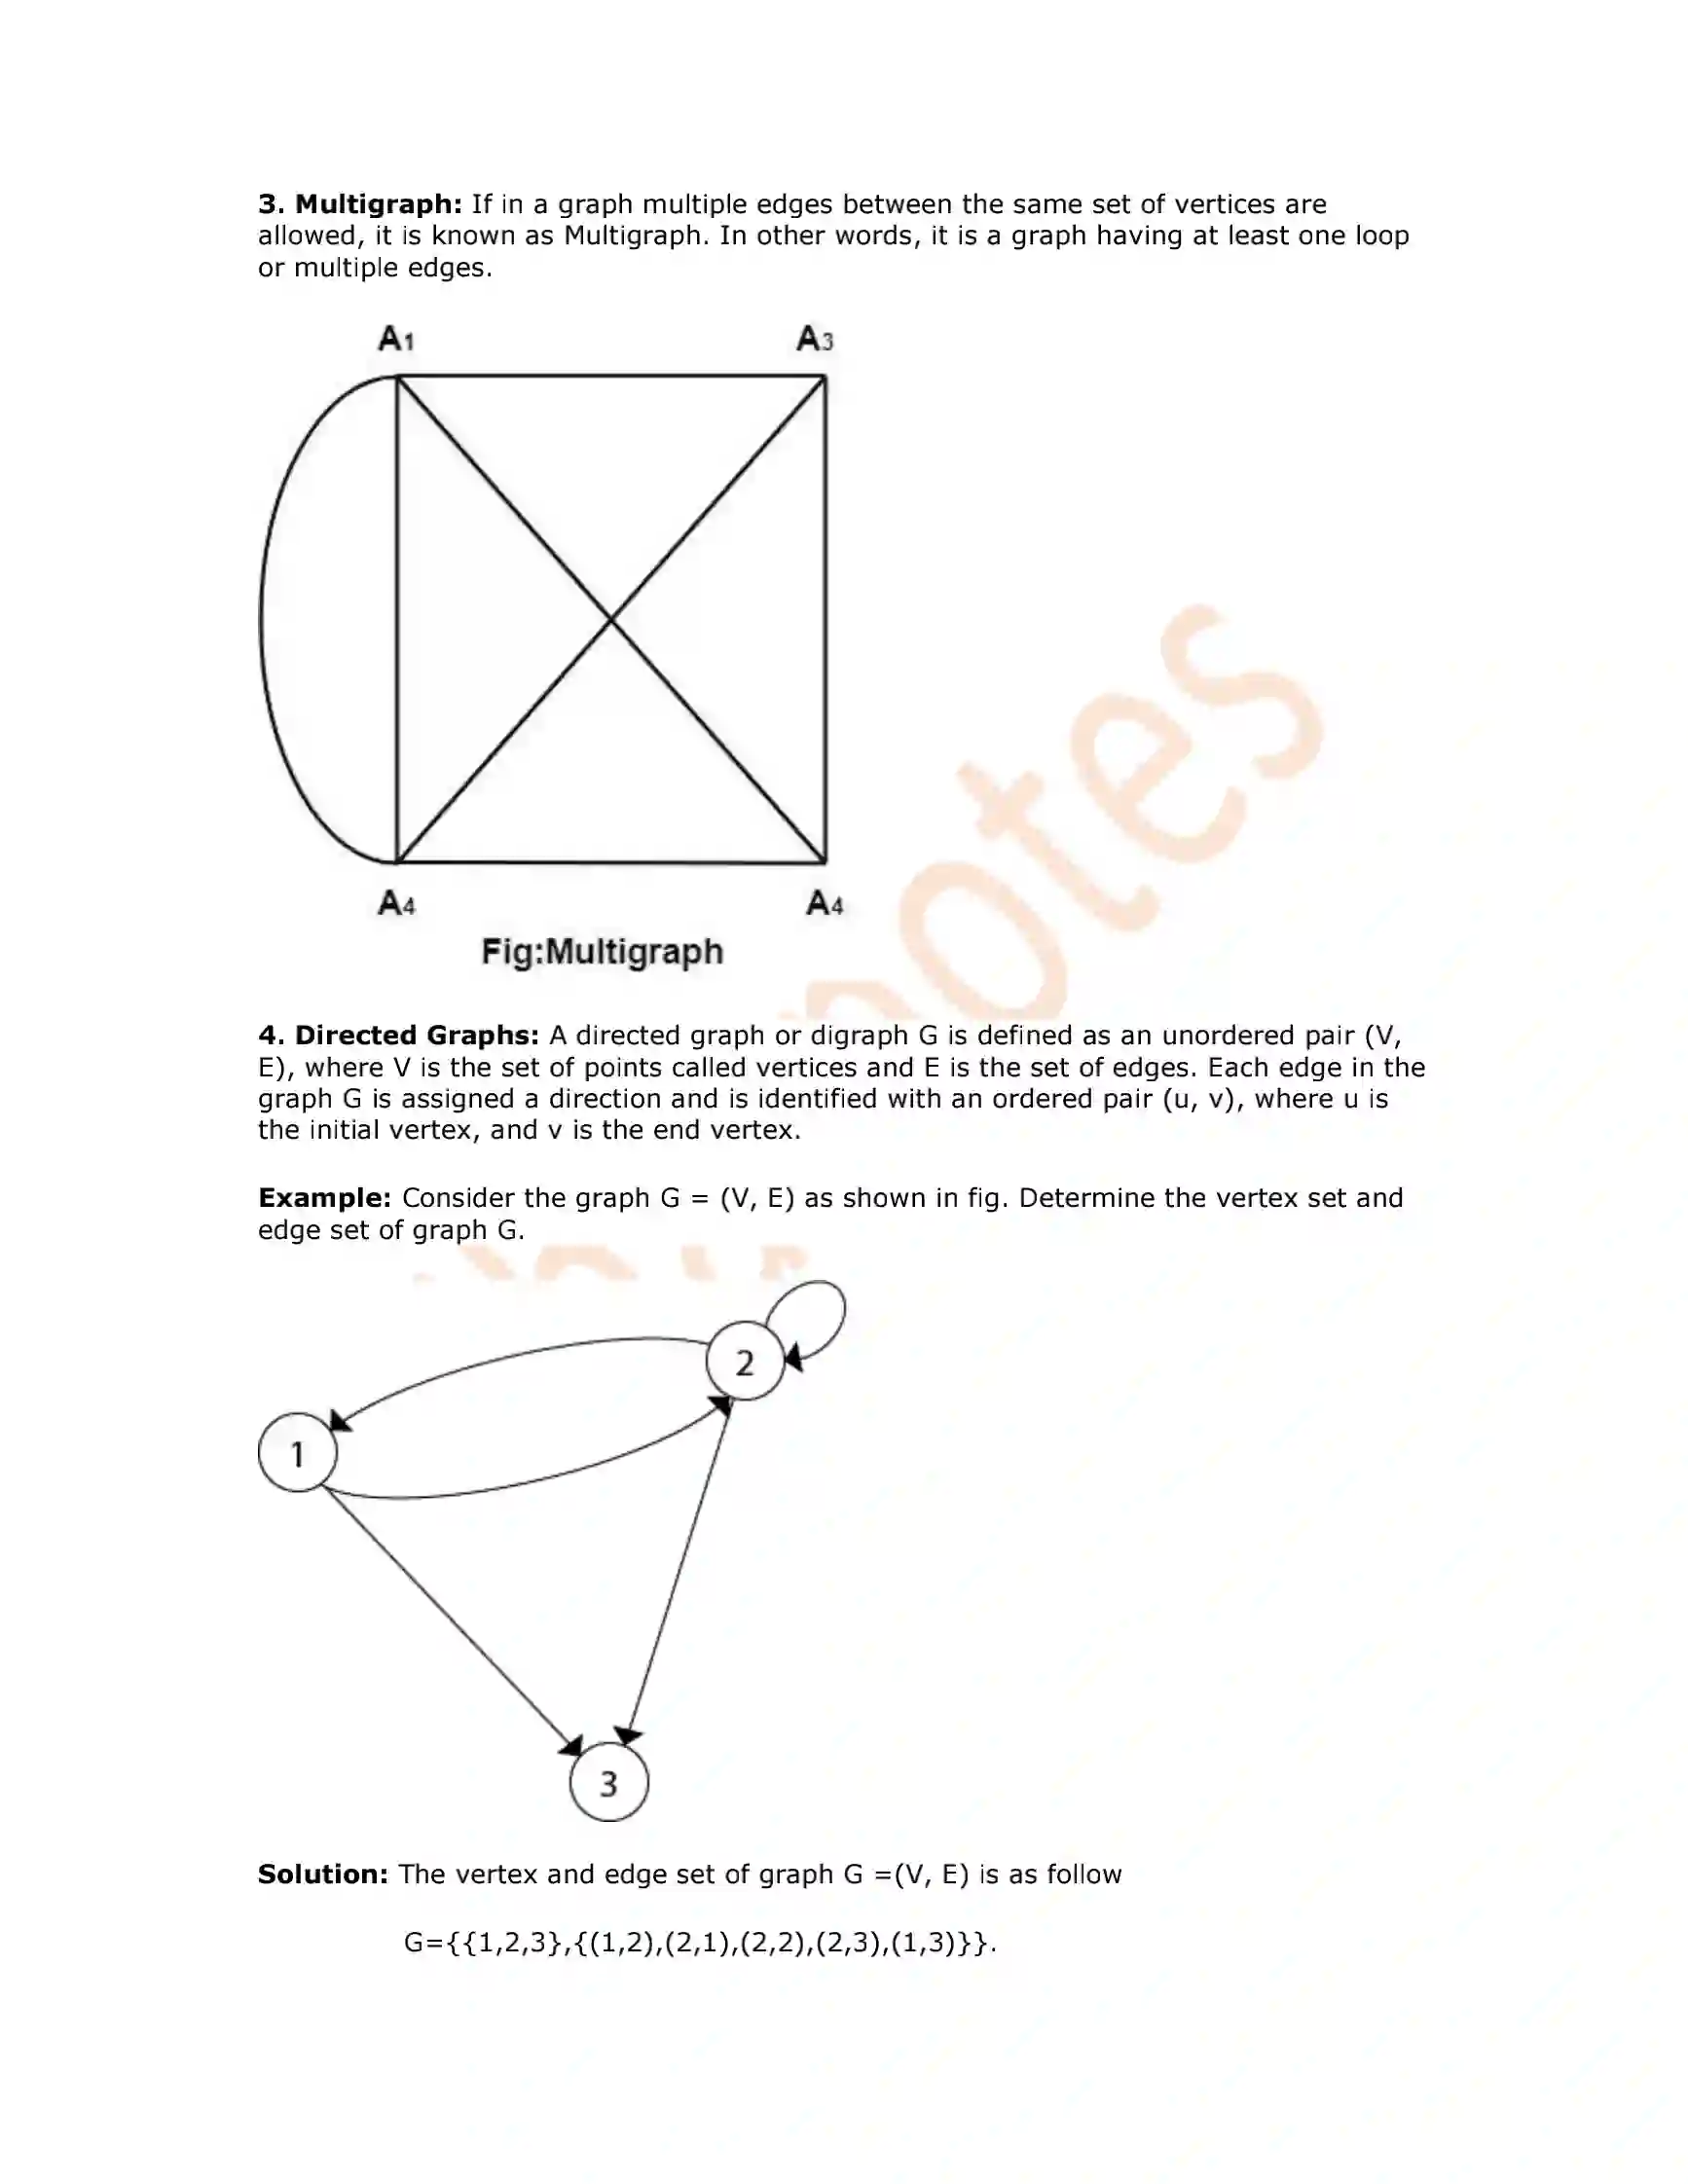 3. Multigraph: If in a graph multiple edges between the same set of vertices are
allowed, it is known as Multigraph. In other words, it is a graph having at least one loop
or multiple edges.
A1
A3
A4
A4
Fig:Multigraph
otes
4. Directed Graphs: A directed graph or digraph G is defined as an unordered pair (V,
E), where V is the set of points called vertices and E is the set of edges. Each edge in the
graph G is assigned a direction and is identified with an ordered pair (u, v), where u is
the initial vertex, and v is the end vertex.
Example: Consider the graph G = (V, E) as shown in fig. Determine the vertex set and
edge set of graph G.
2
1
3
Solution: The vertex and edge set of graph G =(V, E) is as follow
G={{1,2,3},{(1,2),(2,1),(2,2),(2,3),(1,3)}}.